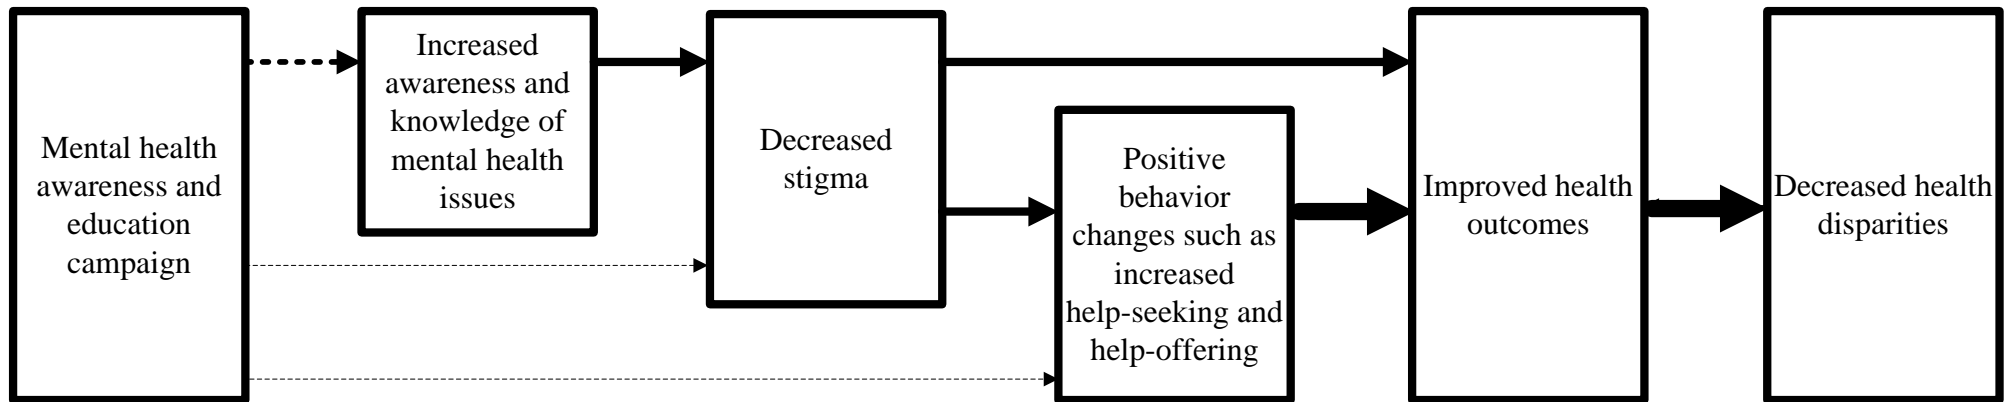 Mental health
awareness and
education
campaign
Increased
awareness and
knowledge of
mental health
issues
Decreased
stigma
Positive
behavior
changes such as
increased
help-seeking and
help-offering
Improved health
outcomes
Decreased health
disparities